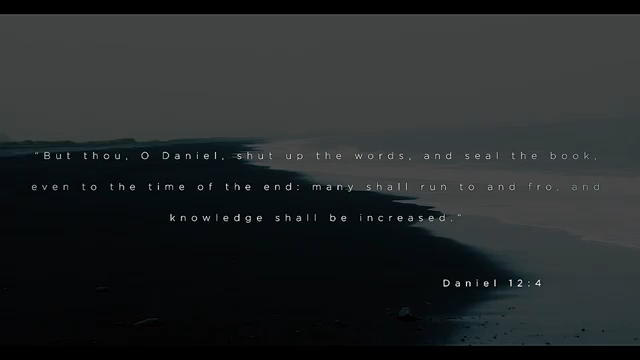 "But thou, O Daniel, shut up the words, and seal the book,
even to the time of the end: many shall run to and fro, and
knowledge shall be increased."
Daniel 12:4